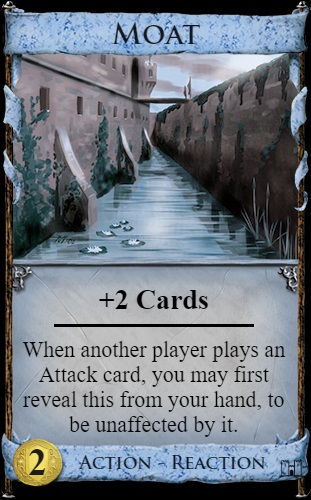 MOAT
+2 Cards
When another player plays an
Attack card, you may first
reveal this from your hand, to
be unaffected by it.
2 ACTION – REACTION